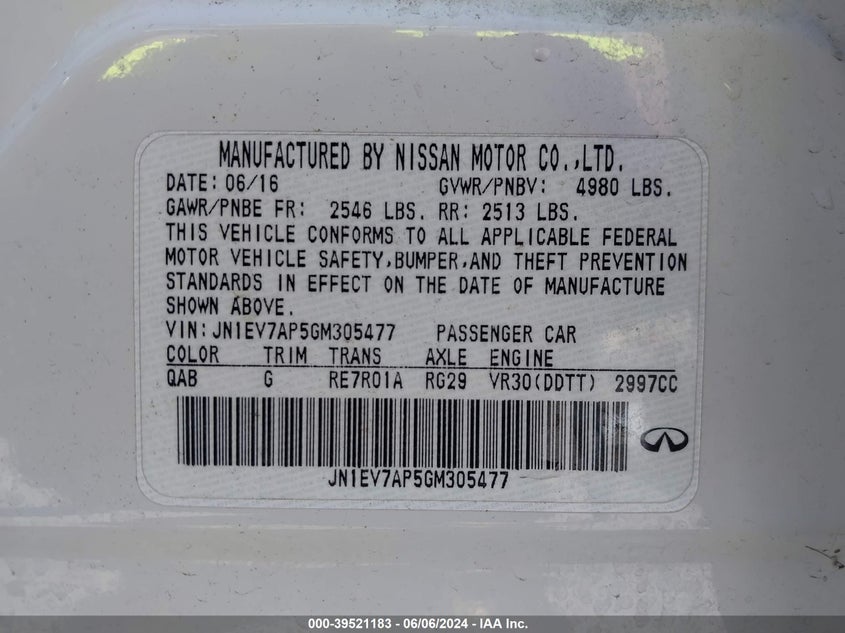 MANUFACTURED BY NISSAN MOTOR CO.,LTD.
DATE: 06/16 GVWR/PNBV: 4980 LBS.
GAWR/PNBE FR: 2546 LBS. RR: 2513 LBS.
THIS VEHICLE CONFORMS TO ALL APPLICABLE FEDERAL
MOTOR VEHICLE SAFETY,BUMPER,AND THEFT PREVENTION
STANDARDS IN EFFECT ON THE DATE OF MANUFACTURE
SHOWN ABOVE.
VIN:JN1EV7AP5GM305477 PASSENGER CAR
COLOR TRIM TRANS AXLE ENGINE
QAB G RE7R01A RG29 VR30(DDTT) 2997CC
JN1EV7AP5GM305477
000-39521183 - 06/06/2024 - IAA Inc.